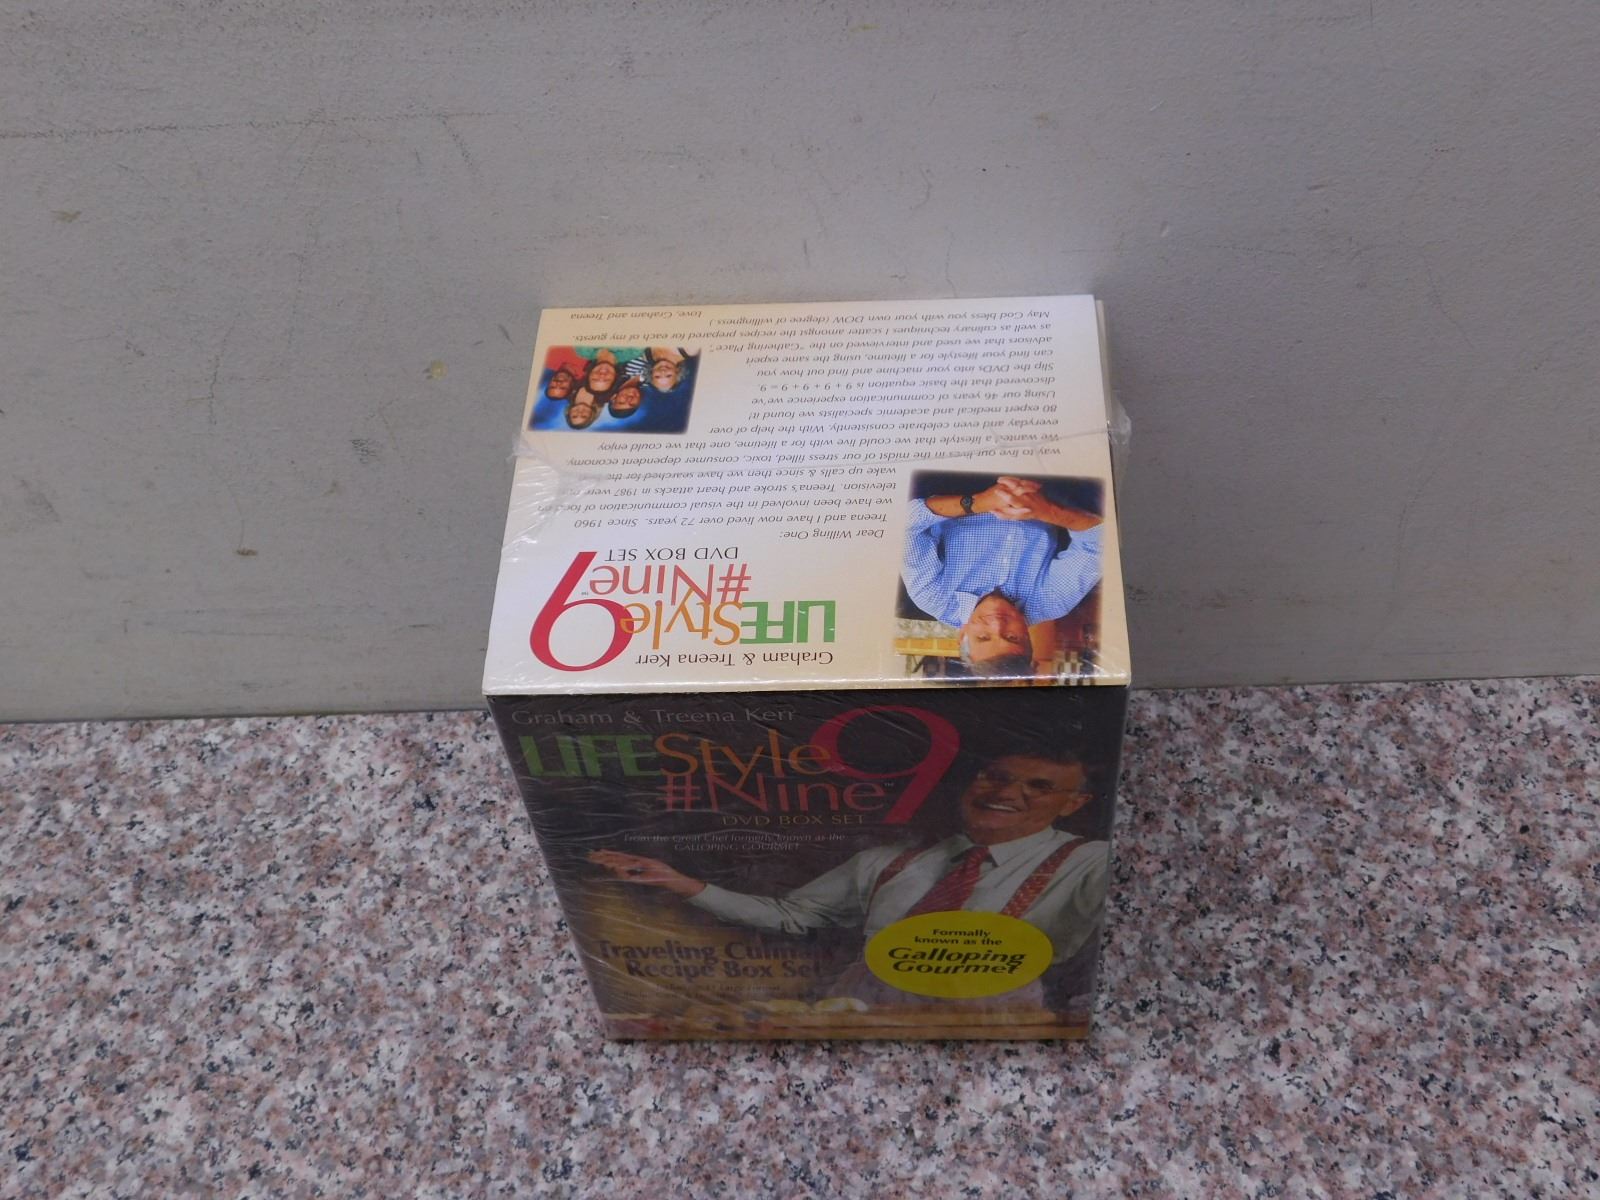 Graham & Treena Kerr
LIFEStyle 9
#Nine™
DVD BOX SET
Dear Willing One:
Treena and I have now lived over 72 years. Since 1960
we have been involved in the visual communication of food on
television. Treena's stroke and heart attacks in 1987 were our
wake up calls & since then we have searched for the
way to live our lives in the midst of our stress filled, toxic, consumer dependent economy.
We wanted a lifestyle that we could live with for a lifetime, one that we could enjoy
everyday and even celebrate consistently. With the help of over
80 expert medical and academic specialists we found it!
Using our 46 years of communication experience we've
discovered that the basic equation is 9 + 9 + 9 + 9 = 9.
Slip the DVDs into your machine and find out how you
can find your lifestyle for a lifetime, using the same expert
advisors that we used and interviewed on the "Gathering Place"
as well as culinary techniques I scatter amongst the recipes prepared for each of my guests.
May God bless you with your own DOW (degree of willingness)
Love, Graham and Treena
Graham & Treena Kerr
LIFEStyle 9
#Nine™
DVD BOX SET
From the Great Chef formerly known as the
GALLOPING GOURMET
Traveling Culinary
Recipe Box Set
Formally
known as the
Galloping
Gourmet